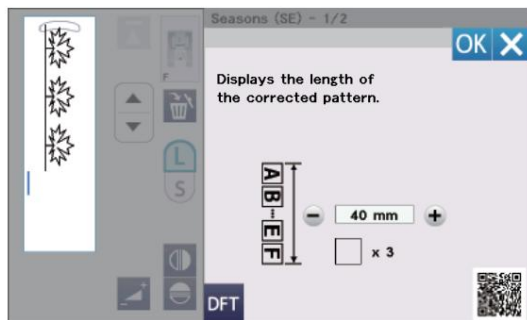 Seasons (SE) - 1/2
OK X
F
Displays the length of
the corrected pattern.
L
S
A
B
E
F
40 mm
x 3
DFT